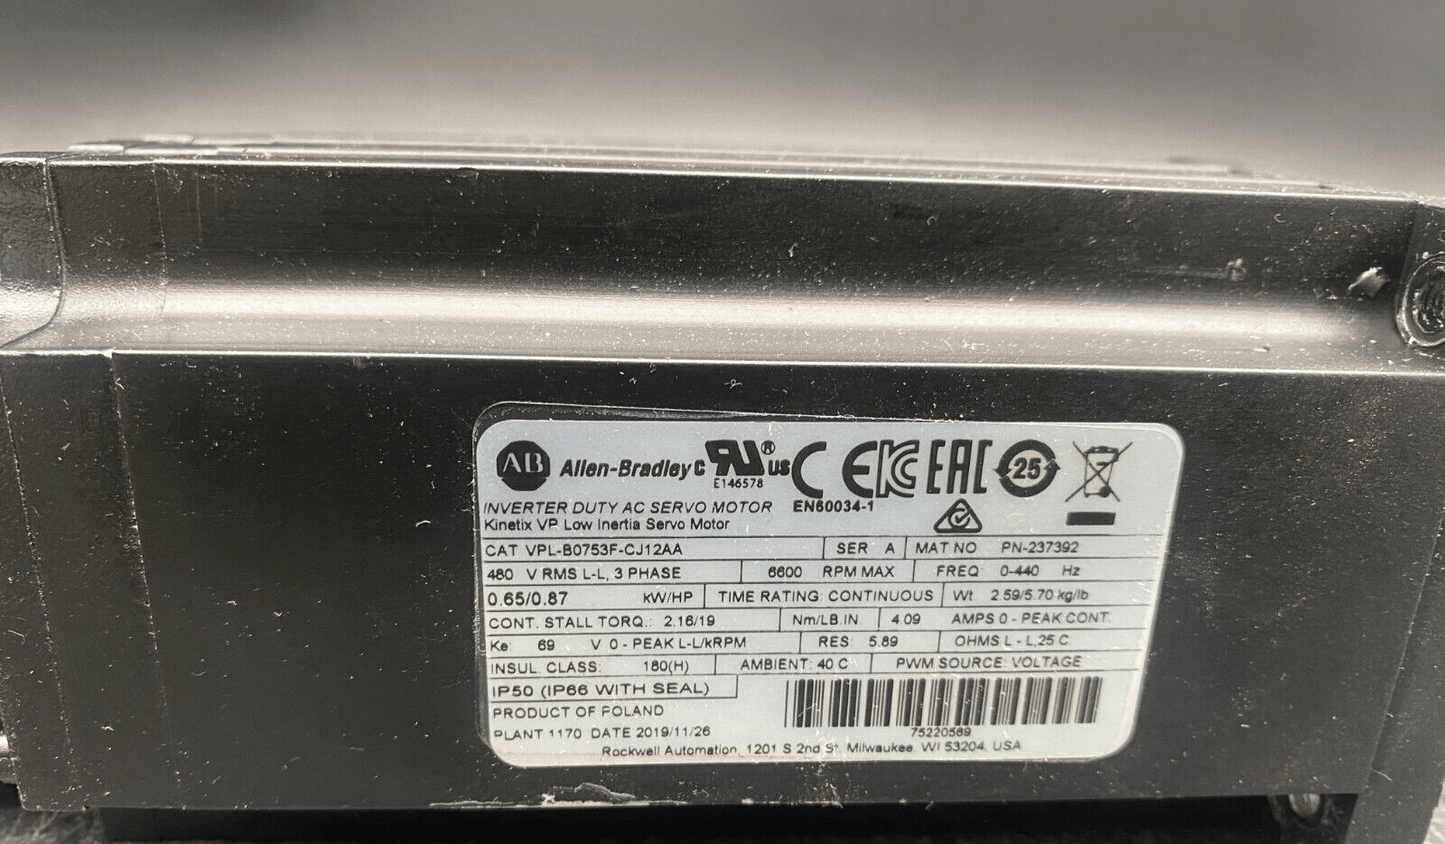 AB Allen-Bradley C RU ® US CE KC EAC 25
E146578
INVERTER DUTY AC SERVO MOTOR EN60034-1
Kinetix VP Low Inertia Servo Motor
CAT VPL-B0753F-CJ12AA SER A MAT NO PN-237392
480 V RMS L-L, 3 PHASE 6600 RPM MAX FREQ 0-440 Hz
0.65/0.87 kW/HP TIME RATING: CONTINUOUS Wt. 2.59/5.70 kg/lb
CONT. STALL TORQ.: 2.16/19 Nm/LB.IN. 4.09 AMPS 0 - PEAK CONT.
Ke: 69 V 0 - PEAK L-L/kRPM RES: 5.89 OHMS L - L,25 C
INSUL. CLASS: 180(H) AMBIENT: 40 C PWM SOURCE: VOLTAGE
IP50 (IP66 WITH SEAL)
PRODUCT OF POLAND
PLANT 1170 DATE 2019/11/26 75220569
Rockwell Automation, 1201 S 2nd St. Milwaukee, WI 53204, USA